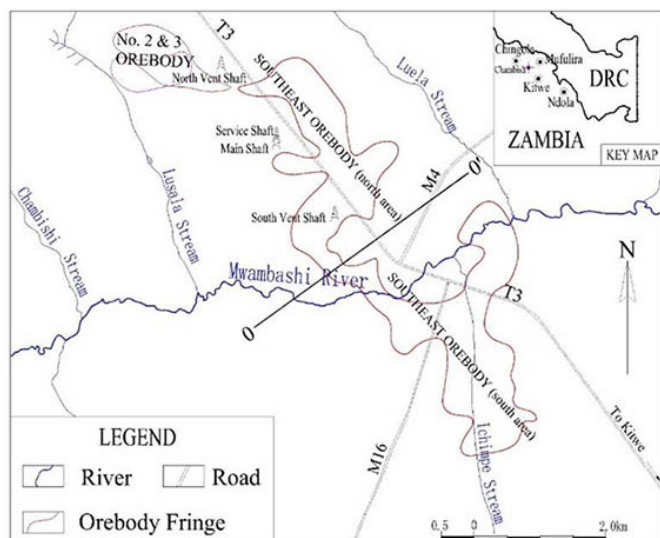 T3
No. 2 & 3
OREBODY
North Vent Shaft
SOUTHEAST OREBODY (north area)
Luela Stream
Chingola
Mufulira
Chambishi
Kitwe
Ndola
DRC
ZAMBIA
KEY MAP
Service Shaft
Main Shaft
M4
0'
Lusala Stream
Chambishi Stream
South Vent Shaft
N
Mwambashi River
0
T3
SOUTHEAST OREBODY (south area)
To Kitwe
M16
Ichimpe Stream
LEGEND
River
Road
Orebody Fringe
0.5 0 2.0km